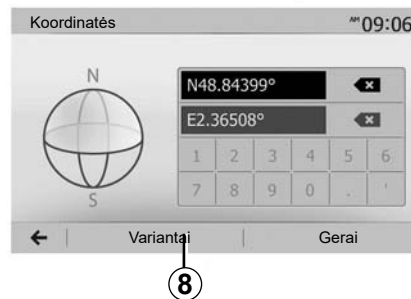 Koordinatės
AM 09:06
N
S
N48.84399°
E2.36508°
1 2 3 4 5 6
7 8 9 0 . '
Variantai
Gerai
8